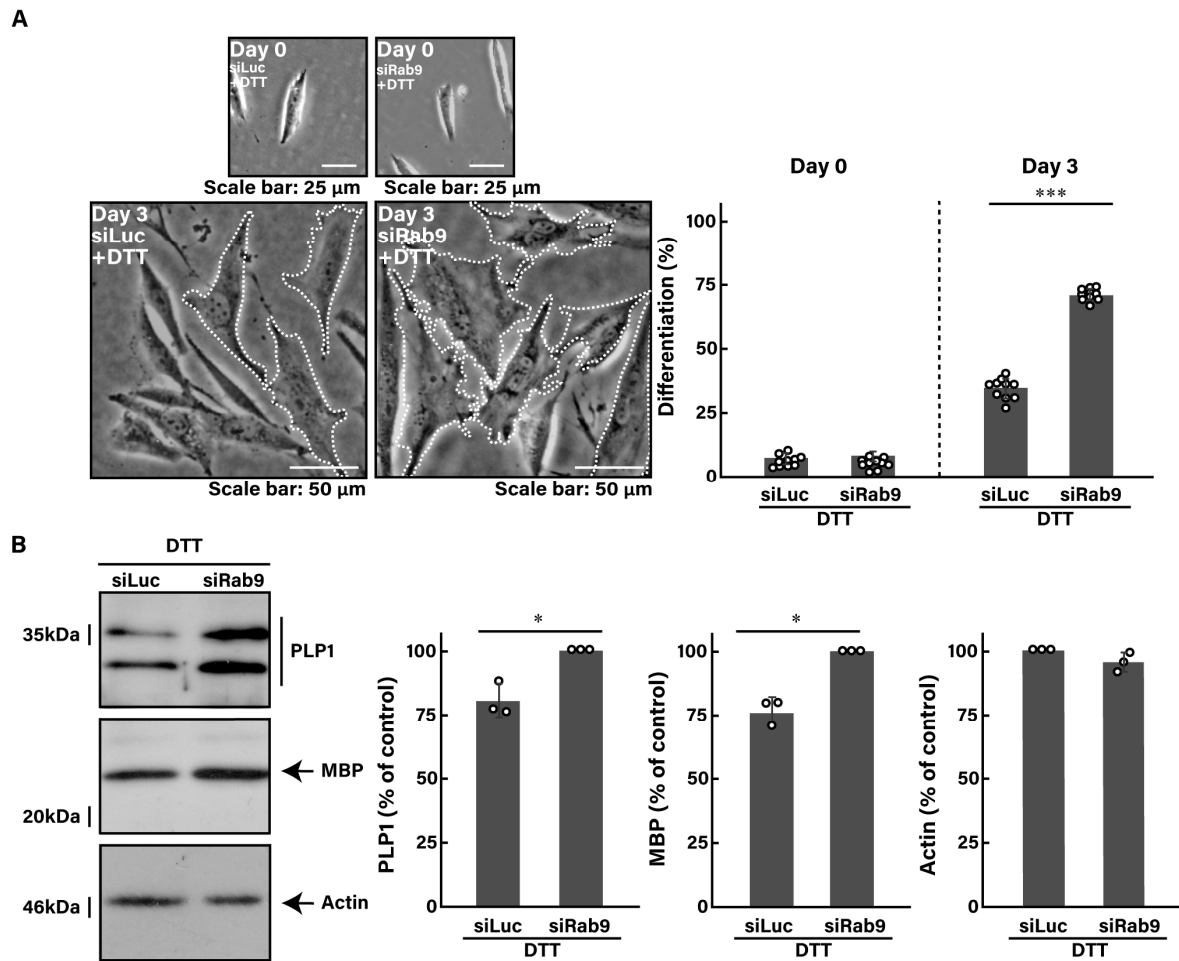 A
Day 0
siLuc
+DTT
Day 0
siRab9
+DTT
Scale bar: 25 μm
Scale bar: 25 μm
Day 3
siLuc
+DTT
Day 3
siRab9
+DTT
Scale bar: 50 μm
Scale bar: 50 μm
Day 0
Day 3
***
Differentiation (%)
100
75
50
25
0
siLuc
siRab9
siLuc
siRab9
DTT
DTT
B
DTT
siLuc
siRab9
35kDa
PLP1
MBP
20kDa
46kDa
Actin
*
PLP1 (% of control)
100
75
50
25
0
siLuc
siRab9
DTT
*
MBP (% of control)
100
75
50
25
0
siLuc
siRab9
DTT
Actin (% of control)
100
75
50
25
0
siLuc
siRab9
DTT